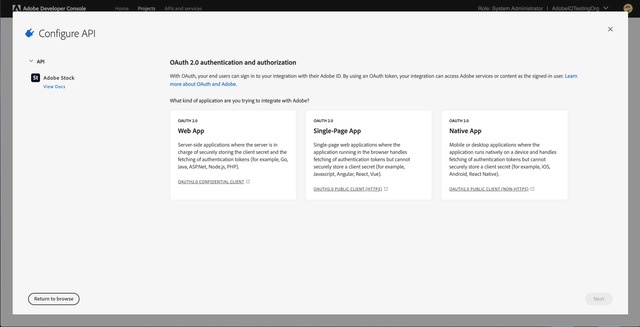 Adobe Developer Console
Home
Projects
APIs and services
Role: System Administrator
AdobeIOTestingOrg
Configure API
API
St
Adobe Stock
View Docs
OAuth 2.0 authentication and authorization
With OAuth, your end users can sign in to your integration with their Adobe ID. By using an OAuth token, your integration can access Adobe services or content as the signed-in user. Learn
more about OAuth and Adobe.
What kind of application are you trying to integrate with Adobe?
OAUTH 2.0
Web App
Server-side applications where the server is
in charge of securely storing the client secret and the
fetching of authentication tokens (for example, Go,
Java, ASP.Net, Node.js, PHP).
OAUTH2.0 CONFIDENTIAL CLIENT
OAUTH 2.0
Single-Page App
Single-page web applications where the
application running in the browser handles
fetching of authentication tokens but cannot
securely store a client secret (for example,
Javascript, Angular, React, Vue).
OAUTH2.0 PUBLIC CLIENT (HTTPS)
OAUTH 2.0
Native App
Mobile or desktop applications where the
application runs natively on a device and handles
fetching of authentication tokens but cannot
securely store a client secret (for example, iOS,
Android, React Native).
OAUTH2.0 PUBLIC CLIENT (NON-HTTPS)
Return to browse
Next